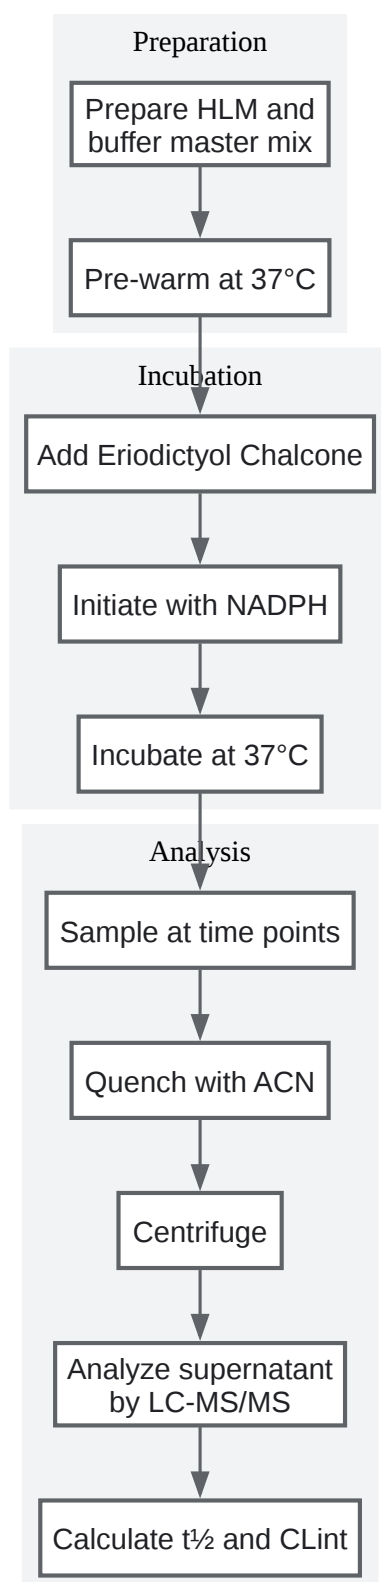 Preparation
Prepare HLM and
buffer master mix
Pre-warm at 37°C
Incubation
Add Eriodictyol Chalcone
Initiate with NADPH
Incubate at 37°C
Analysis
Sample at time points
Quench with ACN
Centrifuge
Analyze supernatant
by LC-MS/MS
Calculate t½ and CLint